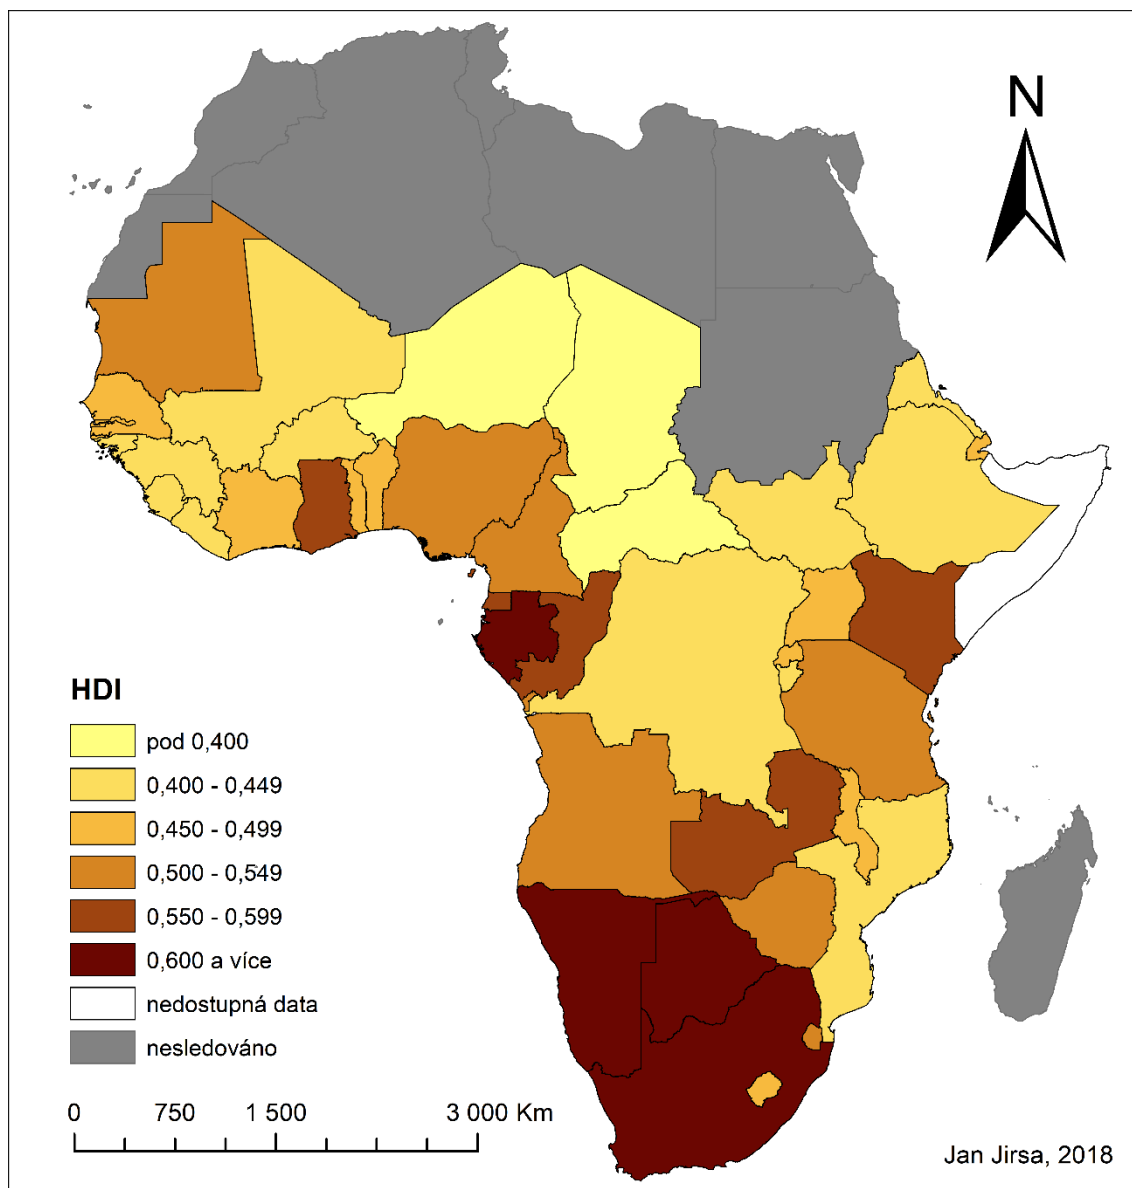 N
HDI
pod 0,400
0,400 - 0,449
0,450 - 0,499
0,500 - 0,549
0,550 - 0,599
0,600 a více
nedostupná data
nesledováno
0 750 1 500 3 000 Km
Jan Jirsa, 2018